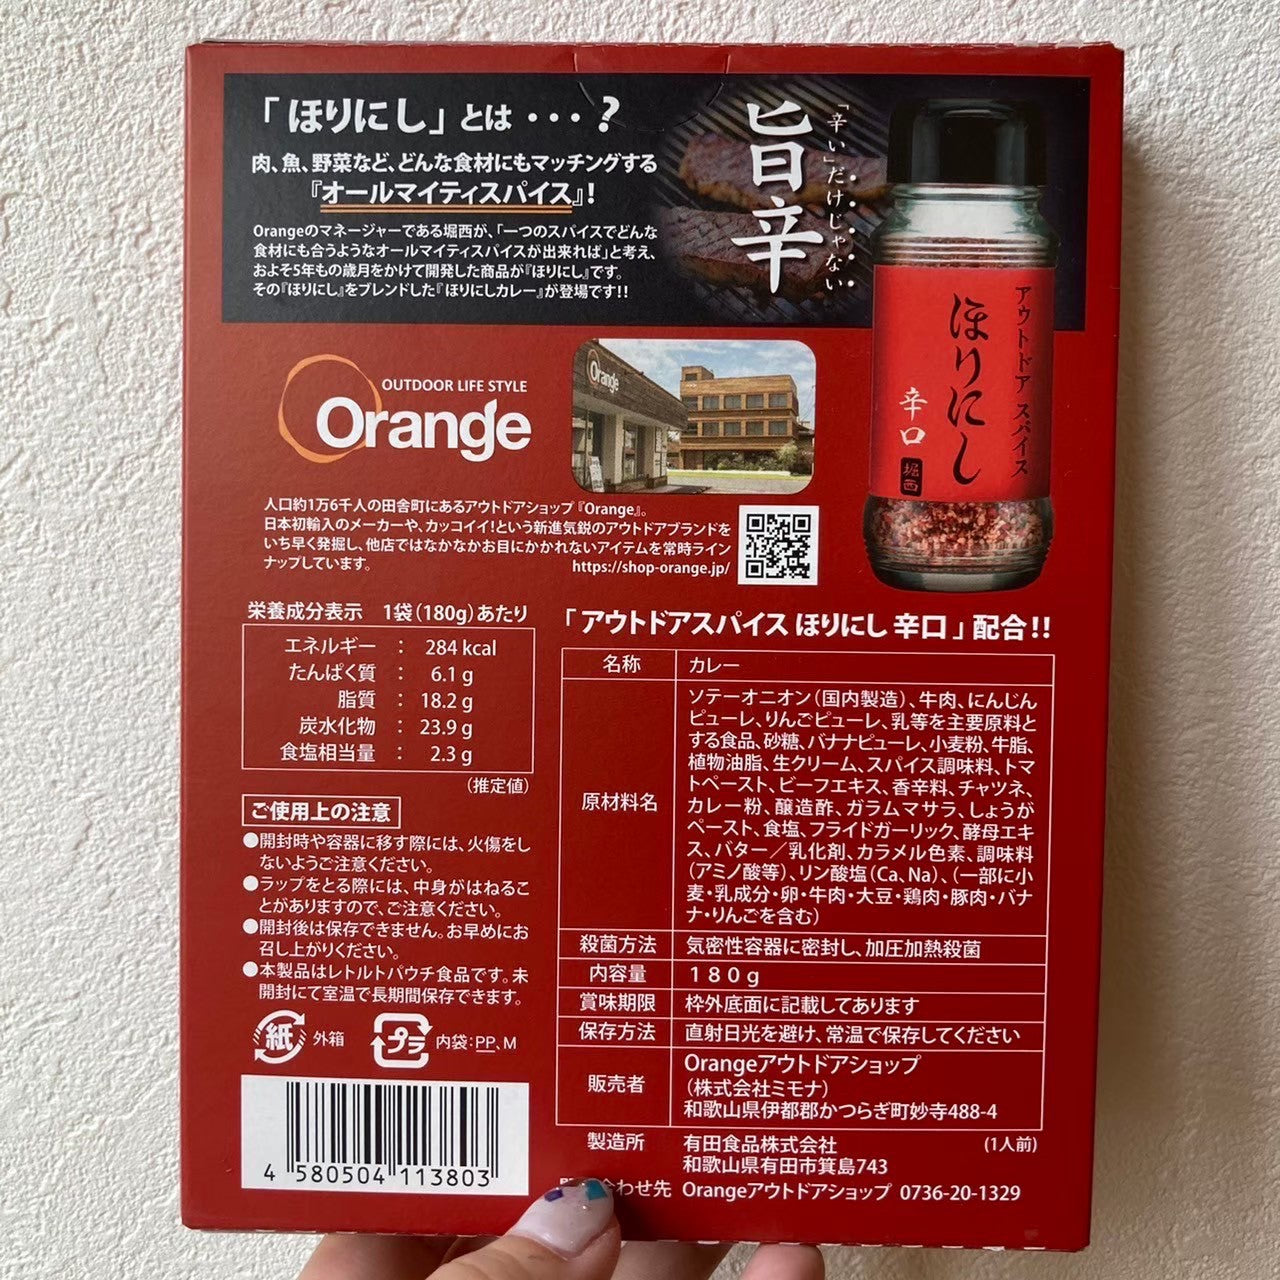 「ほりにし」とは・・・?
肉、魚、野菜など、どんな食材にもマッチングする
『オールマイティスパイス』!
Orangeのマネージャーである堀西が、「一つのスパイスでどんな
食材にも合うようなオールマイティスパイスが出来れば」と考え、
およそ5年もの歳月をかけて開発した商品が『ほりにし』です。
その『ほりにし』をブレンドした『ほりにしカレー』が登場です!!
「辛い」だけじゃない
旨辛
アウトドアスパイス
ほりにし
辛口
堀西
OUTDOOR LIFE STYLE
Orange
Orange
人口約1万6千人の田舎町にあるアウトドアショップ『Orange』。
日本初輸入のメーカーや、カッコイイ!という新進気鋭のアウトドアブランドを
いち早く発掘し、他店ではなかなかお目にかかれないアイテムを常時ライン
ナップしています。
https://shop-orange.jp/
栄養成分表示 1袋(180g)あたり
エネルギー : 284 kcal
たんぱく質 : 6.1 g
脂質 : 18.2 g
炭水化物 : 23.9 g
食塩相当量 : 2.3 g
(推定値)
ご使用上の注意
●開封時や容器に移す際には、火傷をし
ないようご注意ください。
●ラップをとる際には、中身がはねるこ
とがありますので、ご注意ください。
●開封後は保存できません。お早めにお
召し上がりください。
●本製品はレトルトパウチ食品です。未
開封にて室温で長期間保存できます。
紙 外箱
プラ 内袋:PP、M
4 580504 113803
「アウトドアスパイス ほりにし 辛口」配合!!
名称 カレー
原材料名
ソテーオニオン(国内製造)、牛肉、にんじん
ピューレ、りんごピューレ、乳等を主要原料と
する食品、砂糖、バナナピューレ、小麦粉、牛脂、
植物油脂、生クリーム、スパイス調味料、トマ
トペースト、ビーフエキス、香辛料、チャツネ、
カレー粉、醸造酢、ガラムマサラ、しょうが
ペースト、食塩、フライドガーリック、酵母エキ
ス、バター/乳化剤、カラメル色素、調味料
(アミノ酸等)、リン酸塩(Ca、Na)、(一部に小
麦・乳成分・卵・牛肉・大豆・鶏肉・豚肉・バナ
ナ・りんごを含む)
殺菌方法 気密性容器に密封し、加圧加熱殺菌
内容量 180g
賞味期限 枠外底面に記載してあります
保存方法 直射日光を避け、常温で保存してください
販売者
Orangeアウトドアショップ
(株式会社ミモナ)
和歌山県伊都郡かつらぎ町妙寺488-4
製造所 有田食品株式会社 (1人前)
和歌山県有田市箕島743
わせ先 Orangeアウトドアショップ 0736-20-1329